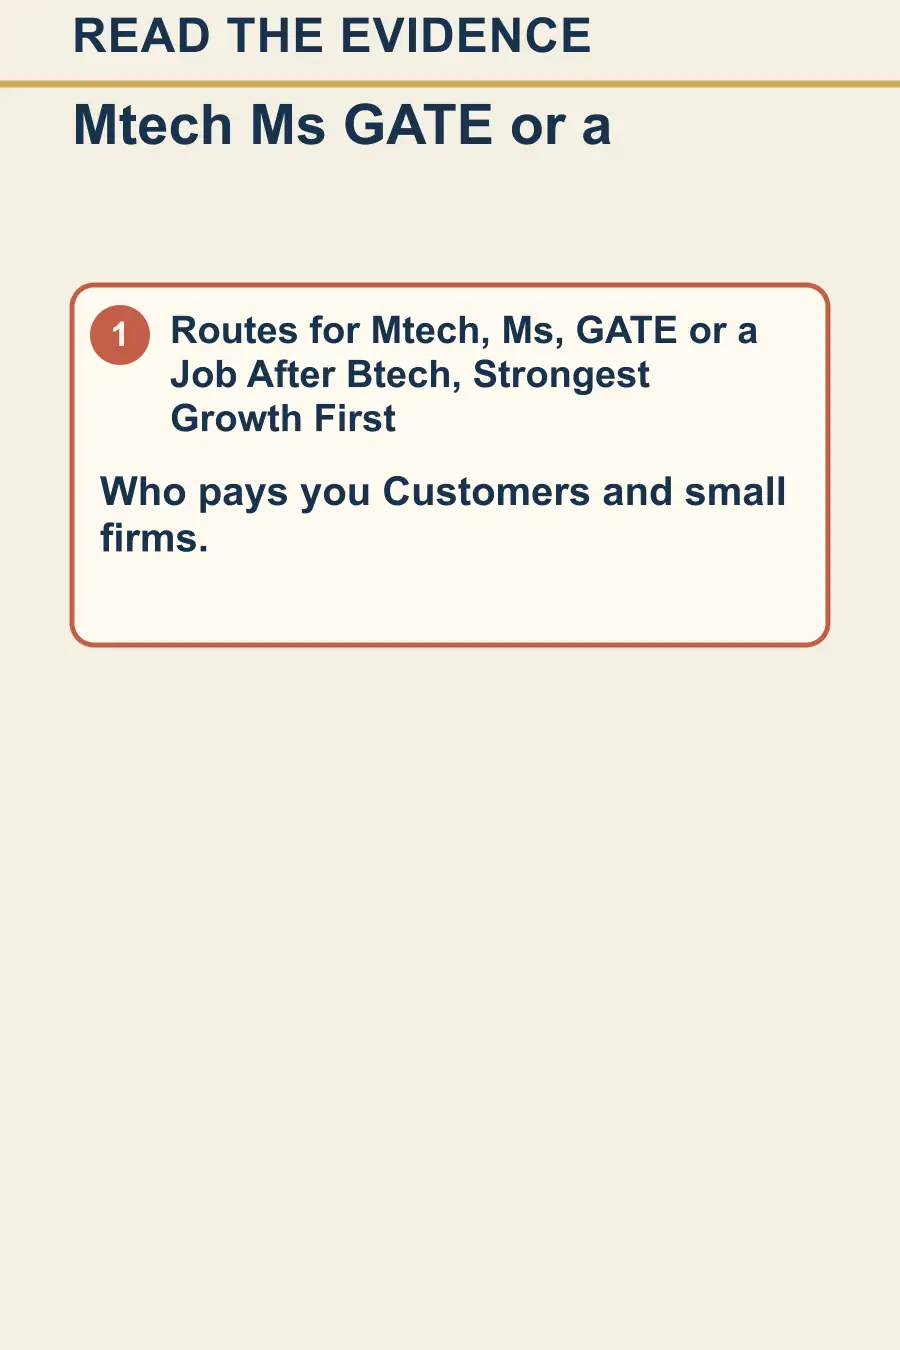 READ THE EVIDENCE
Mtech Ms GATE or a
1
Routes for Mtech, Ms, GATE or a
Job After Btech, Strongest
Growth First
Who pays you Customers and small
firms.